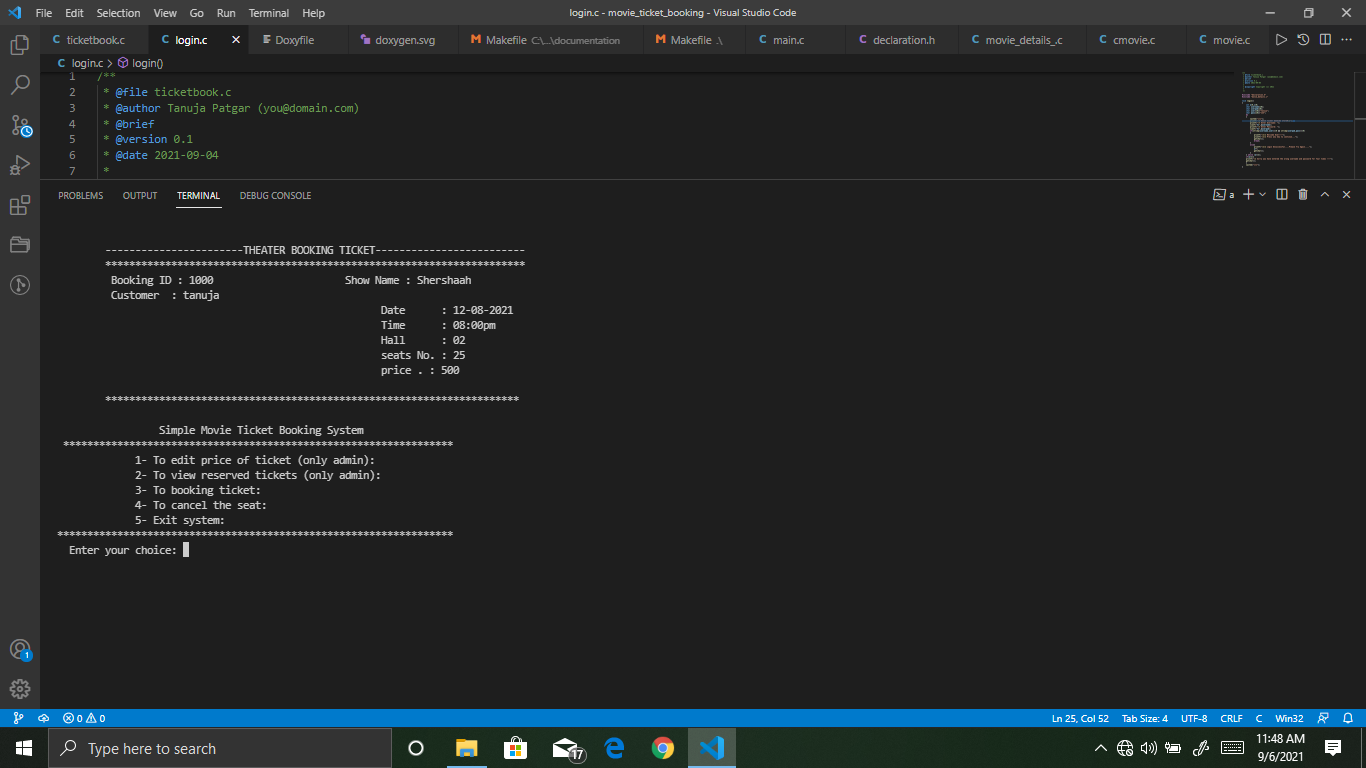 File Edit Selection View Go Run Terminal Help login.c - movie_ticket_booking - Visual Studio Code
C ticketbook.c C login.c × Doxyfile doxygen.svg M Makefile C:\...\documentation M Makefile .\ C main.c C declaration.h C movie_details_.c C cmovie.c C movie.c
C login.c > login()
1 /**
2 * @file ticketbook.c
3 * @author Tanuja Patgar (you@domain.com)
4 * @brief
5 * @version 0.1
6 * @date 2021-09-04
7 *
PROBLEMS OUTPUT TERMINAL DEBUG CONSOLE a
-----------------------THEATER BOOKING TICKET-------------------------
**********************************************************************
Booking ID : 1000 Show Name : Shershaah
Customer : tanuja
Date : 12-08-2021
Time : 08:00pm
Hall : 02
seats No. : 25
price . : 500
*********************************************************************
Simple Movie Ticket Booking System
*****************************************************************
1- To edit price of ticket (only admin):
2- To view reserved tickets (only admin):
3- To booking ticket:
4- To cancel the seat:
5- Exit system:
******************************************************************
Enter your choice:
1
0 0 Ln 25, Col 52 Tab Size: 4 UTF-8 CRLF C Win32
Type here to search 17 11:48 AM
9/6/2021